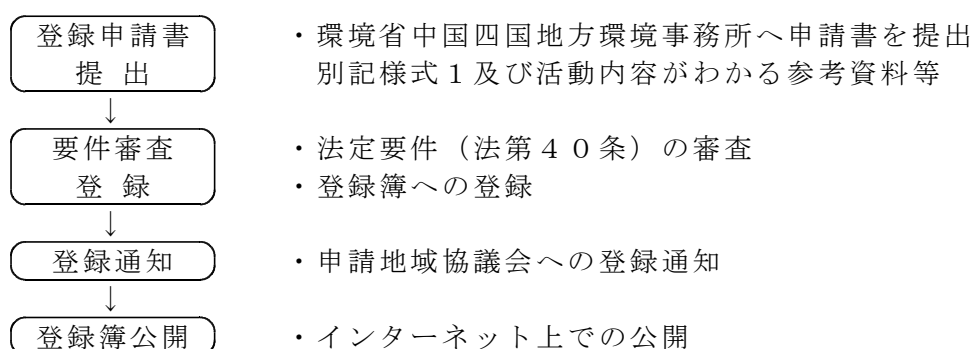 登録申請書 ・環境省中国四国地方環境事務所へ申請書を提出
提 出 別記様式1及び活動内容がわかる参考資料等
↓
要件審査 ・法定要件（法第40条）の審査
登 録 ・登録簿への登録
↓
登録通知 ・申請地域協議会への登録通知
↓
登録簿公開 ・インターネット上での公開